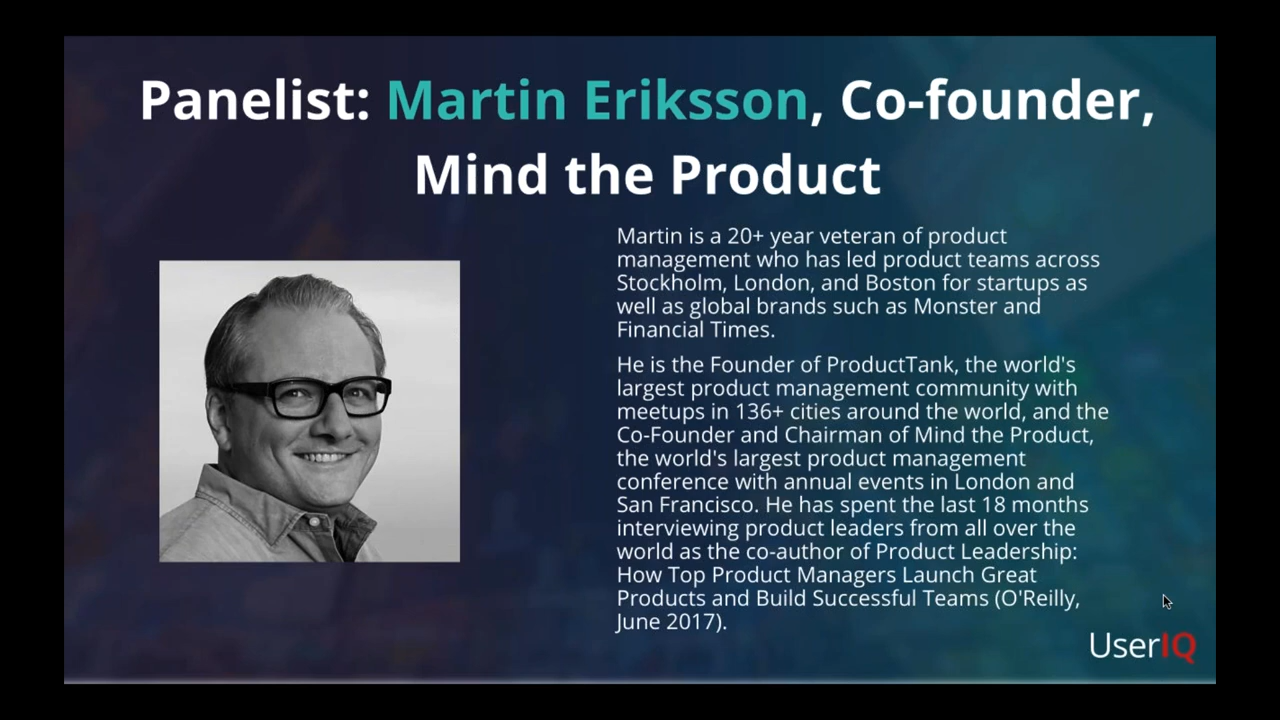 Panelist: Martin Eriksson, Co-founder,
Mind the Product
Martin is a 20+ year veteran of product
management who has led product teams across
Stockholm, London, and Boston for startups as
well as global brands such as Monster and
Financial Times.
He is the Founder of ProductTank, the world's
largest product management community with
meetups in 136+ cities around the world, and the
Co-Founder and Chairman of Mind the Product,
the world's largest product management
conference with annual events in London and
San Francisco. He has spent the last 18 months
interviewing product leaders from all over the
world as the co-author of Product Leadership:
How Top Product Managers Launch Great
Products and Build Successful Teams (O'Reilly,
June 2017).
UserIQ